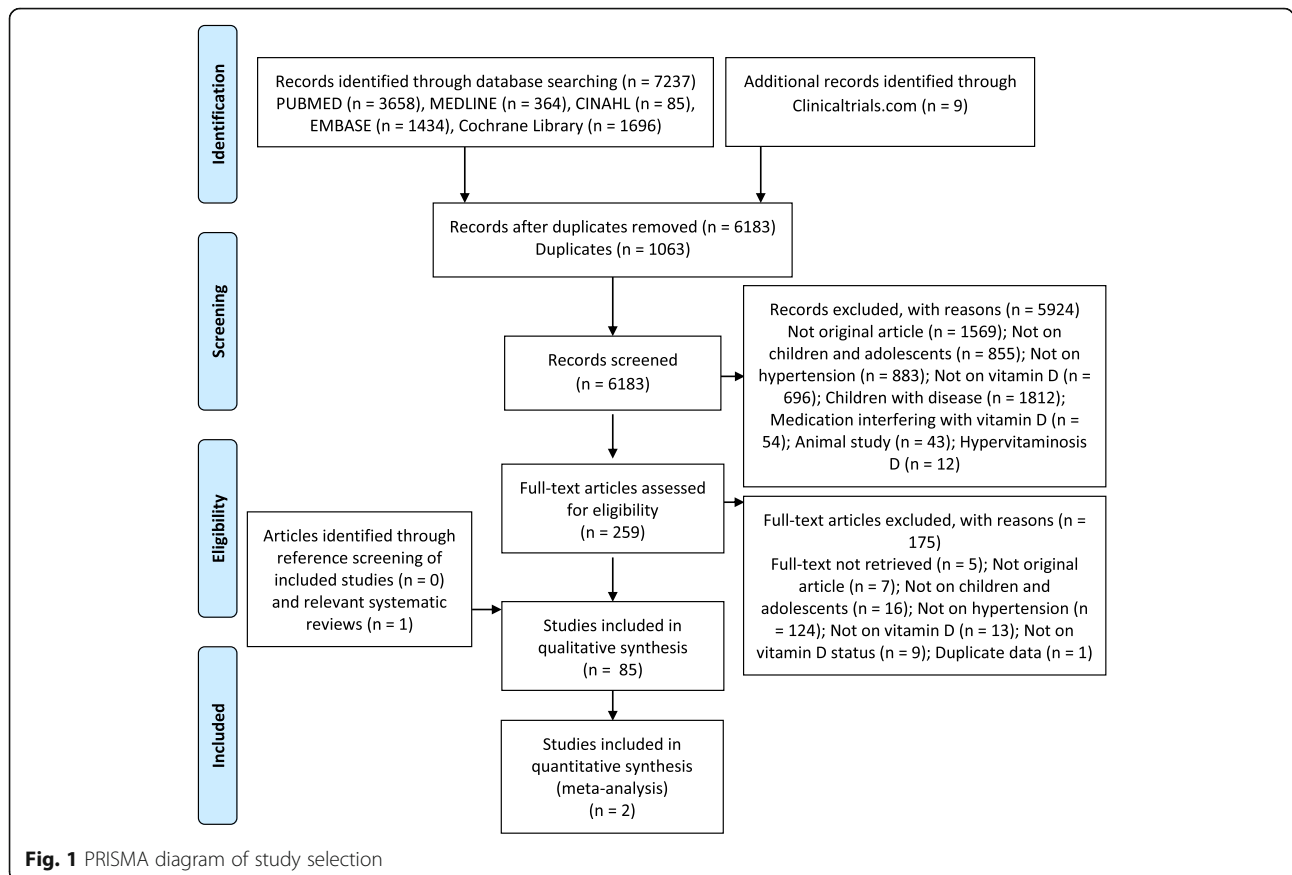 Identification
Records identified through database searching (n = 7237)
PUBMED (n = 3658), MEDLINE (n = 364), CINAHL (n = 85),
EMBASE (n = 1434), Cochrane Library (n = 1696)
Additional records identified through
Clinicaltrials.com (n = 9)
Records after duplicates removed (n = 6183)
Duplicates (n = 1063)
Screening
Records screened
(n = 6183)
Records excluded, with reasons (n = 5924)
Not original article (n = 1569); Not on
children and adolescents (n = 855); Not on
hypertension (n = 883); Not on vitamin D (n =
696); Children with disease (n = 1812);
Medication interfering with vitamin D (n =
54); Animal study (n = 43); Hypervitaminosis
D (n = 12)
Eligibility
Full-text articles assessed
for eligibility
(n = 259)
Full-text articles excluded, with reasons (n =
175)
Full-text not retrieved (n = 5); Not original
article (n = 7); Not on children and
adolescents (n = 16); Not on hypertension (n
= 124); Not on vitamin D (n = 13); Not on
vitamin D status (n = 9); Duplicate data (n = 1)
Articles identified through
reference screening of
included studies (n = 0)
and relevant systematic
reviews (n = 1)
Studies included in
qualitative synthesis
(n = 85)
Included
Studies included in
quantitative synthesis
(meta-analysis)
(n = 2)
Fig. 1 PRISMA diagram of study selection